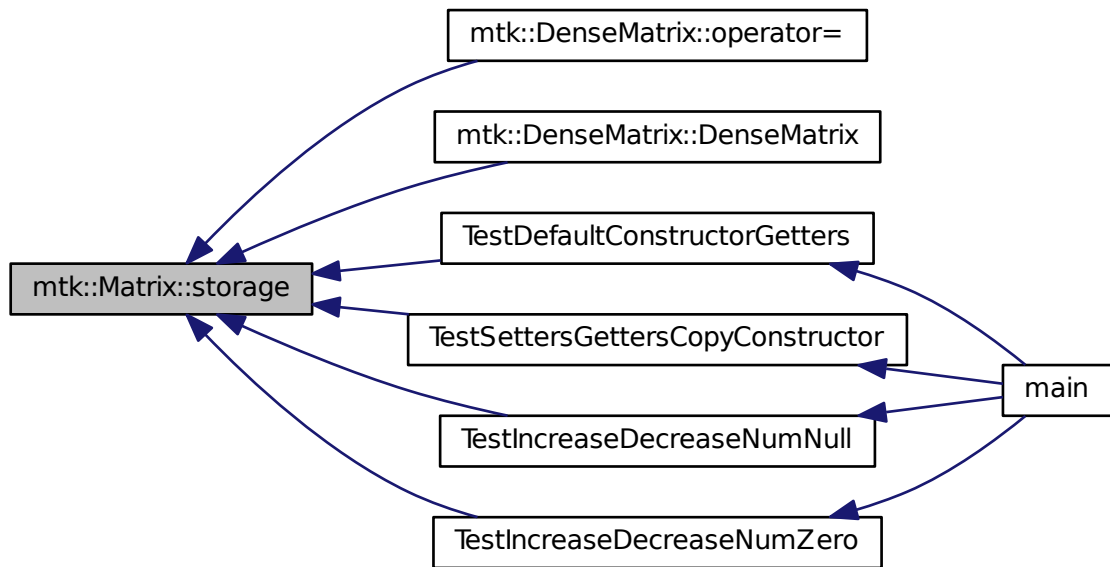 mtk::DenseMatrix::operator=
mtk::DenseMatrix::DenseMatrix
TestDefaultConstructorGetters
mtk::Matrix::storage
TestSettersGettersCopyConstructor
main
TestIncreaseDecreaseNumNull
TestIncreaseDecreaseNumZero